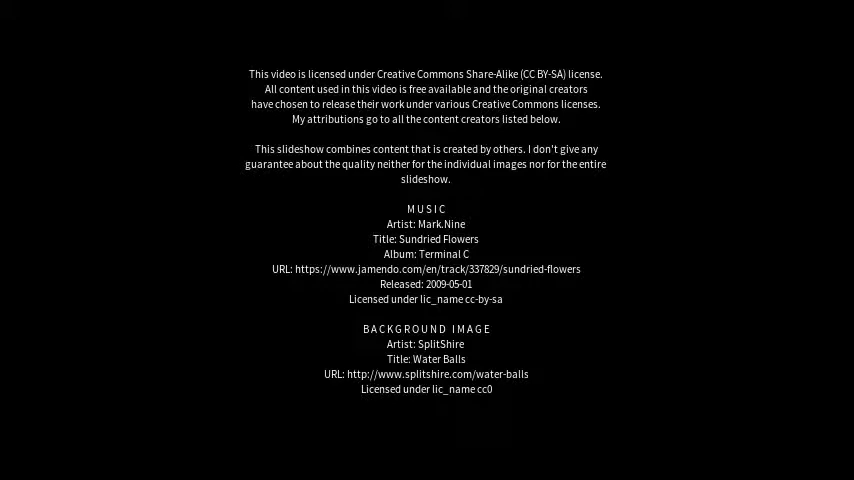 This video is licensed under Creative Commons Share-Alike (CC BY-SA) license.
All content used in this video is free available and the original creators
have chosen to release their work under various Creative Commons licenses.
My attributions go to all the content creators listed below.
This slideshow combines content that is created by others. I don't give any
guarantee about the quality neither for the individual images nor for the entire
slideshow.
MUSIC
Artist: Mark.Nine
Title: Sundried Flowers
Album: Terminal C
URL: https://www.jamendo.com/en/track/337829/sundried-flowers
Released: 2009-05-01
Licensed under lic_name cc-by-sa
BACKGROUND IMAGE
Artist: SplitShire
Title: Water Balls
URL: http://www.splitshire.com/water-balls
Licensed under lic_name cc0